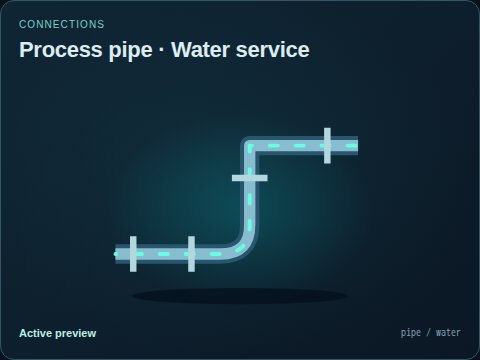 CONNECTIONS
Process pipe · Water service
Active preview
pipe / water